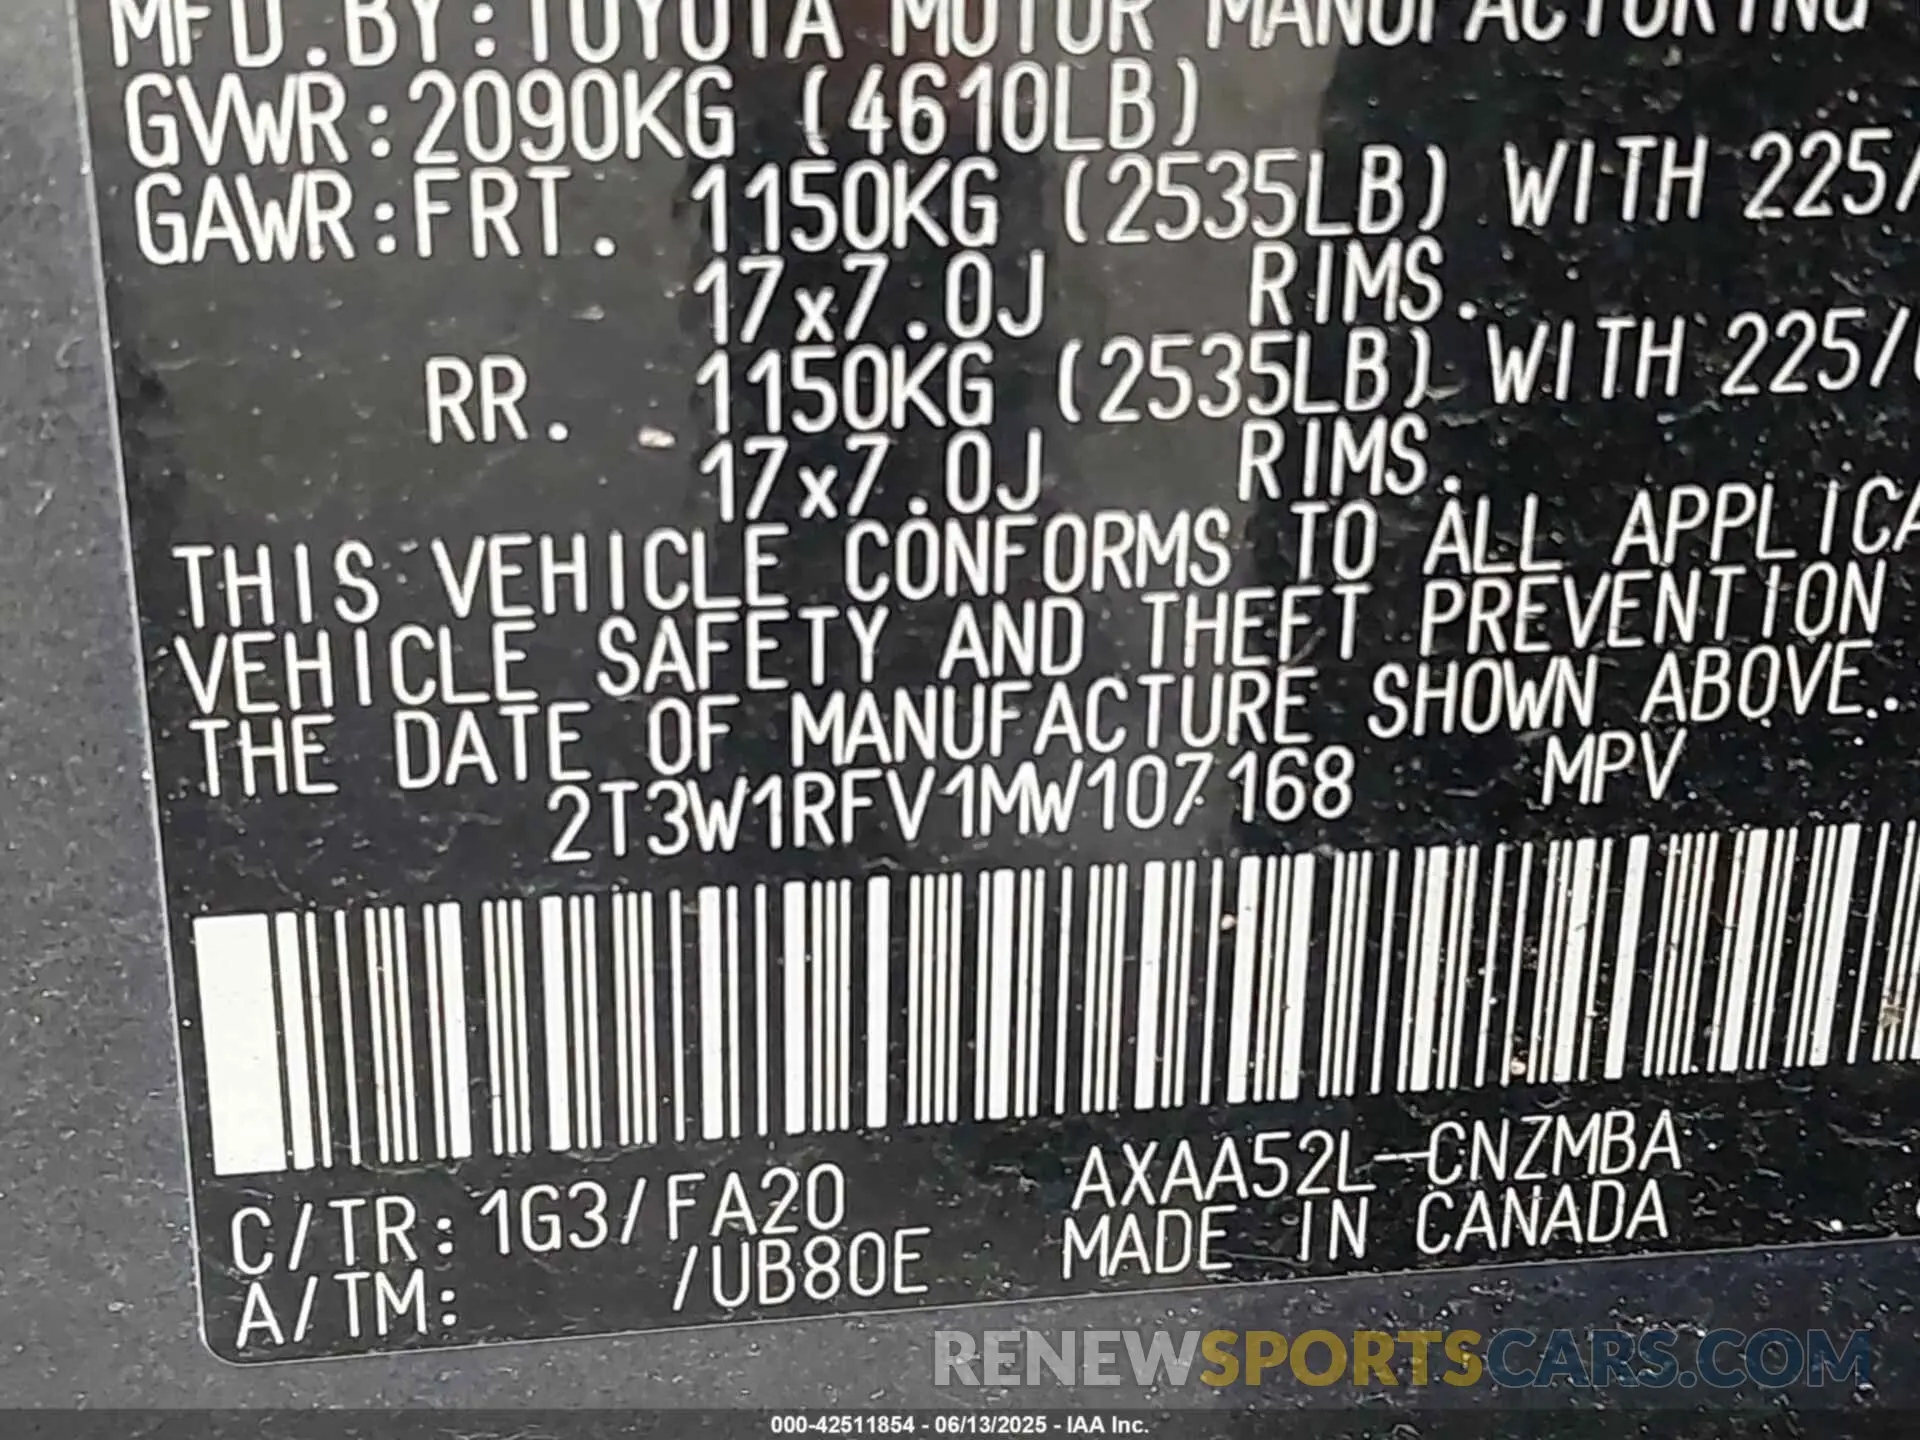 MFD.BY:TOYOTA MOTOR MANUFACTURING
GVWR:2090KG (4610LB)
GAWR:FRT. 1150KG (2535LB) WITH 225/
17x7.0J RIMS.
RR. 1150KG (2535LB) WITH 225/
17x7.0J RIMS.
THIS VEHICLE CONFORMS TO ALL APPLICA
VEHICLE SAFETY AND THEFT PREVENTION
THE DATE OF MANUFACTURE SHOWN ABOVE.
2T3W1RFV1MW107168 MPV
C/TR:1G3/FA20 AXAA52L-CNZMBA
A/TM: /UB80E MADE IN CANADA
RENEWSPORTSCARS.COM
000-42511854 - 06/13/2025 - IAA Inc.